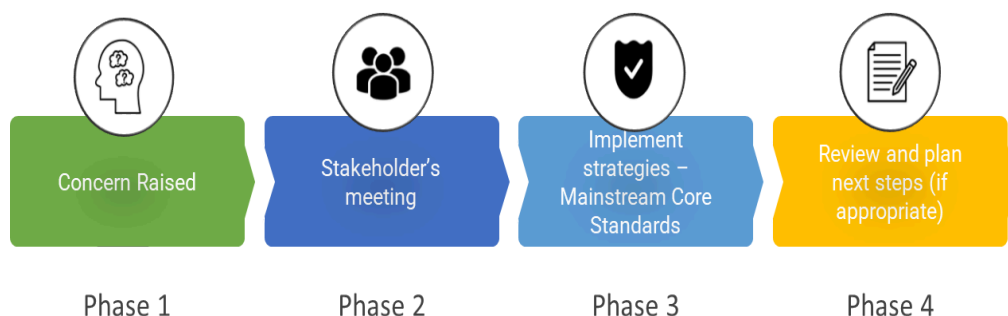 Concern Raised
Stakeholder's
meeting
Implement
strategies –
Mainstream Core
Standards
Review and plan
next steps (if
appropriate)
Phase 1
Phase 2
Phase 3
Phase 4